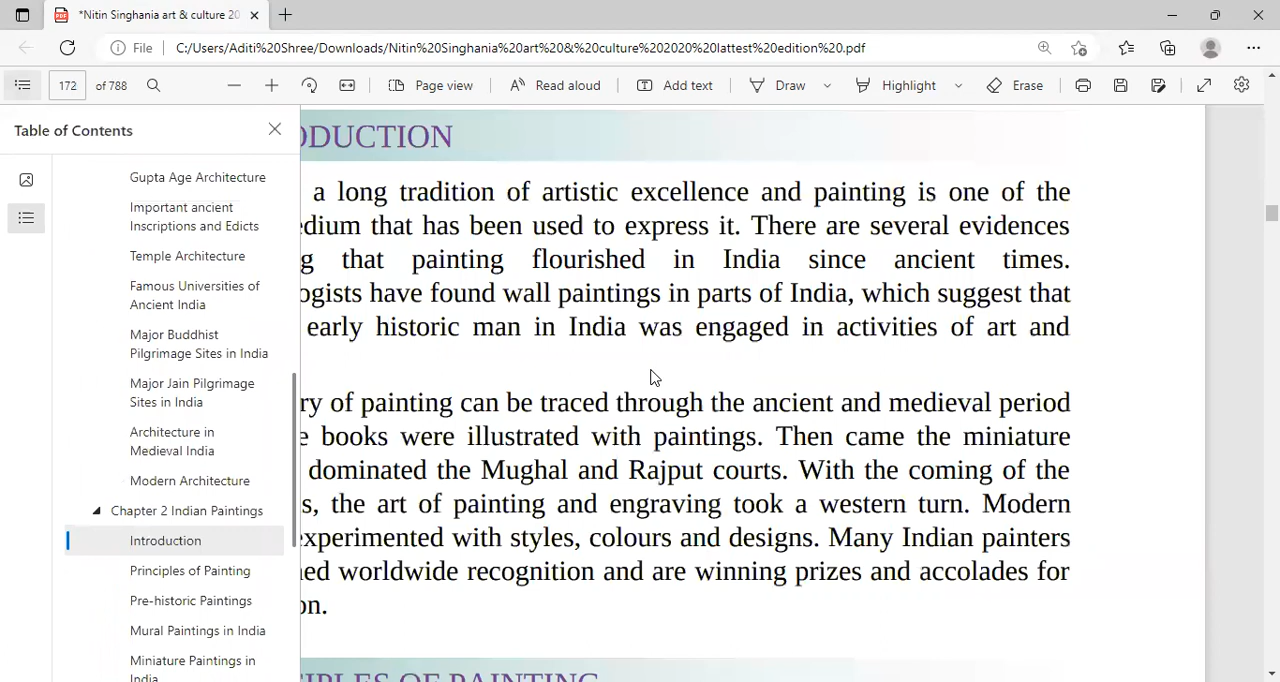 *Nitin Singhania art & culture 20
File
C:/Users/Aditi%20Shree/Downloads/Nitin%20Singhania%20art%20&%20culture%202020%20lattest%20edition%20.pdf
172 of 788
Page view
Read aloud
Add text
Draw
Highlight
Erase
Table of Contents
Gupta Age Architecture
Important ancient
Inscriptions and Edicts
Temple Architecture
Famous Universities of
Ancient India
Major Buddhist
Pilgrimage Sites in India
Major Jain Pilgrimage
Sites in India
Architecture in
Medieval India
Modern Architecture
Chapter 2 Indian Paintings
Introduction
Principles of Painting
Pre-historic Paintings
Mural Paintings in India
Miniature Paintings in
India
ODUCTION
a long tradition of artistic excellence and painting is one of the
edium that has been used to express it. There are several evidences
g that painting flourished in India since ancient times.
ogists have found wall paintings in parts of India, which suggest that
early historic man in India was engaged in activities of art and
ry of painting can be traced through the ancient and medieval period
e books were illustrated with paintings. Then came the miniature
dominated the Mughal and Rajput courts. With the coming of the
s, the art of painting and engraving took a western turn. Modern
experimented with styles, colours and designs. Many Indian painters
ed worldwide recognition and are winning prizes and accolades for
on.
IPLES OF PAINTING